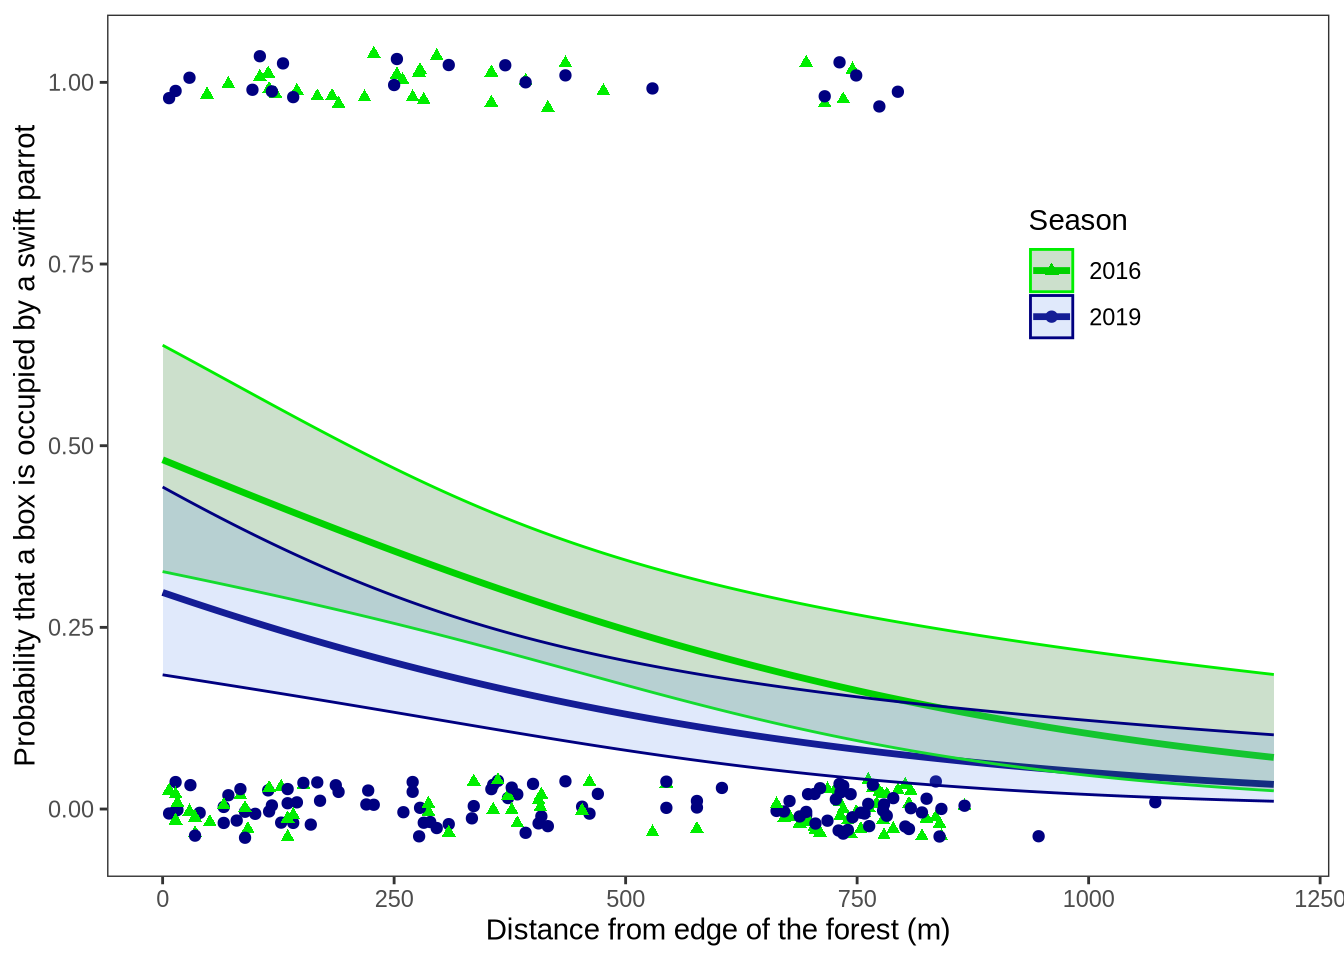 Probability that a box is occupied by a swift parrot
1.00
0.75
0.50
0.25
0.00
Season
2016
2019
0 250 500 750 1000 1250
Distance from edge of the forest (m)